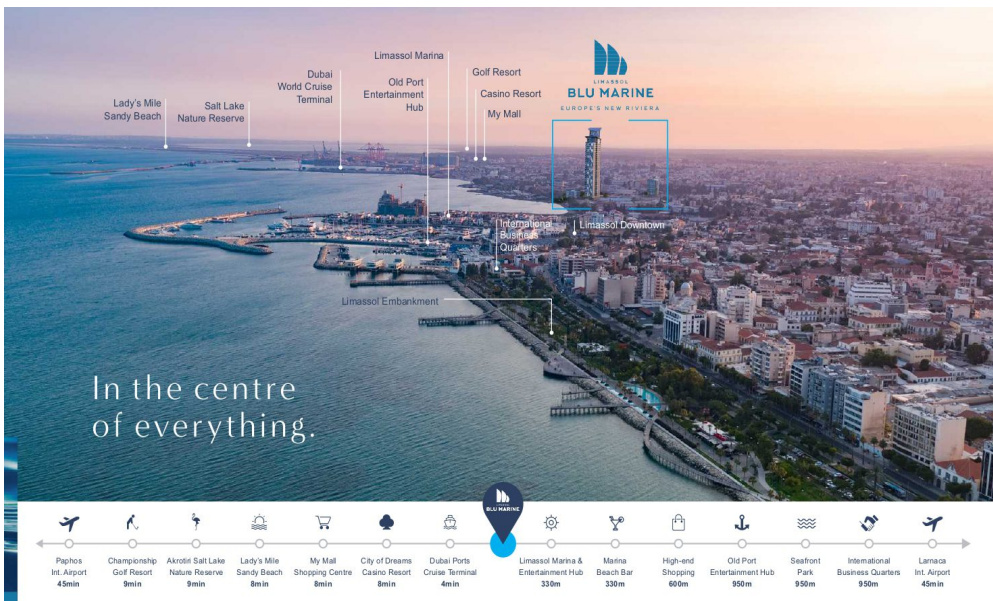 Limassol Marina
Dubai
World Cruise
Terminal
Old Port
Entertainment
Hub
Golf Resort
Casino Resort
My Mall
Lady's Mile
Sandy Beach
Salt Lake
Nature Reserve
LIMASSOL
BLU MARINE
EUROPE'S NEW RIVIERA
International
Business
Quarters
Limassol Downtown
Limassol Embankment
In the centre
of everything.
BLU MARINE
Paphos
Int. Airport
45min
Championship
Golf Resort
9min
Akrotiri Salt Lake
Nature Reserve
9min
Lady's Mile
Sandy Beach
8min
My Mall
Shopping Centre
8min
City of Dreams
Casino Resort
8min
Dubai Ports
Cruise Terminal
4min
Limassol Marina &
Entertainment Hub
330m
Marina
Beach Bar
330m
High-end
Shopping
600m
Old Port
Entertainment Hub
950m
Seafront
Park
950m
International
Business Quarters
950m
Larnaca
Int. Airport
45min